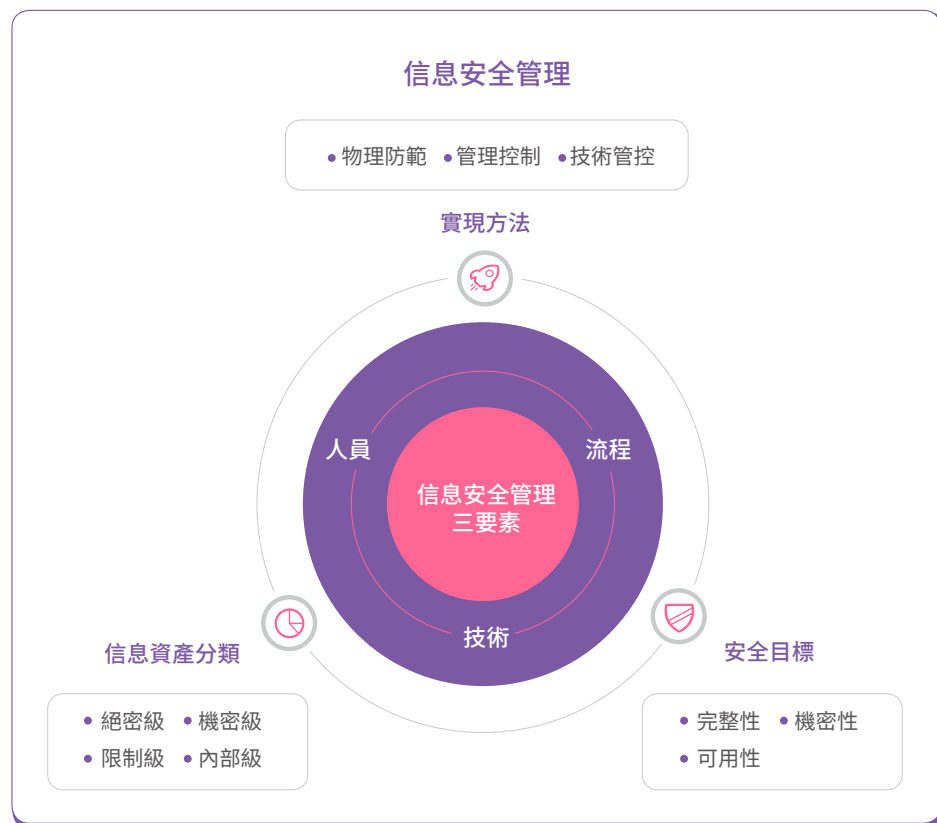 信息安全管理
•物理防範 •管理控制 •技術管控
實現方法
人員
流程
信息安全管理
三要素
技術
信息資產分類
• 絕密級 • 機密級
• 限制級 • 內部級
安全目標
• 完整性 • 機密性
• 可用性